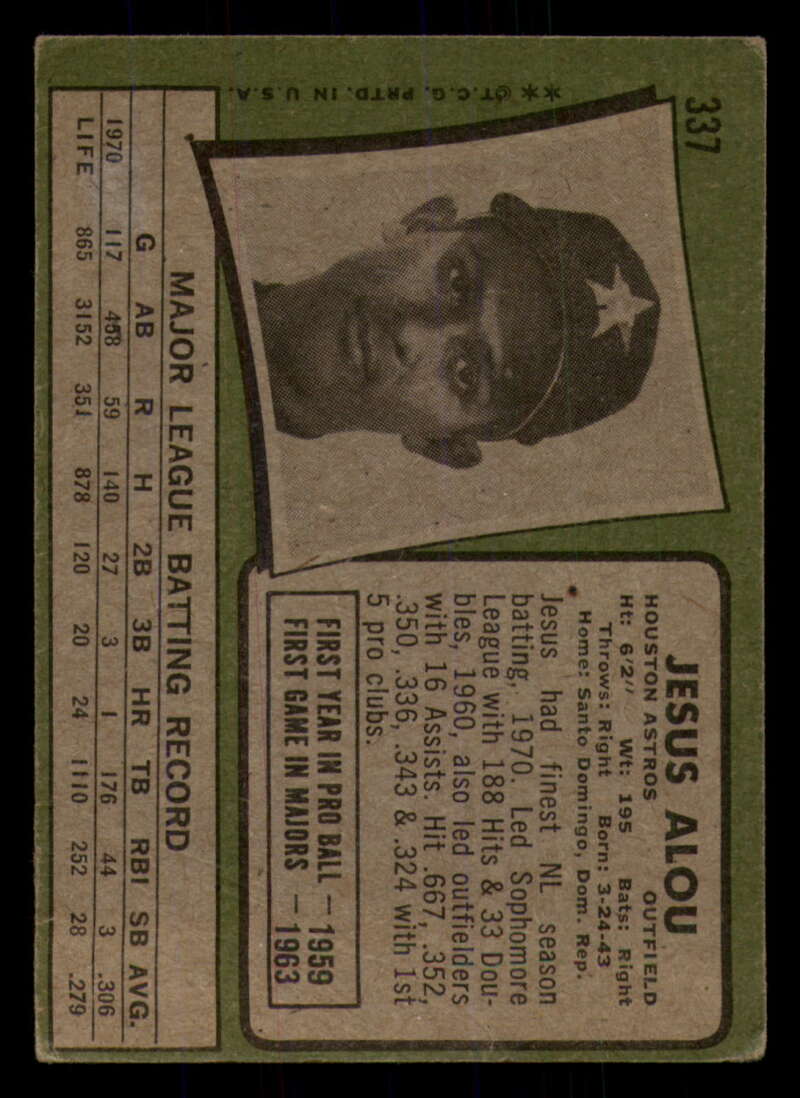 337
** ©T.C.G. PRTD. IN U.S.A.
JESUS ALOU
HOUSTON ASTROS OUTFIELD
Ht: 6'2" Wt: 195 Bats: Right
Throws: Right Born: 3-24-43
Home: Santo Domingo, Dom. Rep.
Jesus had finest NL season
batting, 1970. Led Sophomore
League with 188 Hits & 33 Dou-
bles, 1960, also led outfielders
with 16 Assists. Hit .667, .352,
.350, .336, .343 & .324 with 1st
5 pro clubs.
FIRST YEAR IN PRO BALL — 1959
FIRST GAME IN MAJORS — 1963
MAJOR LEAGUE BATTING RECORD
G AB R H 2B 3B HR TB RBI SB AVG.
1970 117 458 59 140 27 3 1 176 44 3 .306
LIFE 865 3152 351 878 120 20 24 1110 252 28 .279